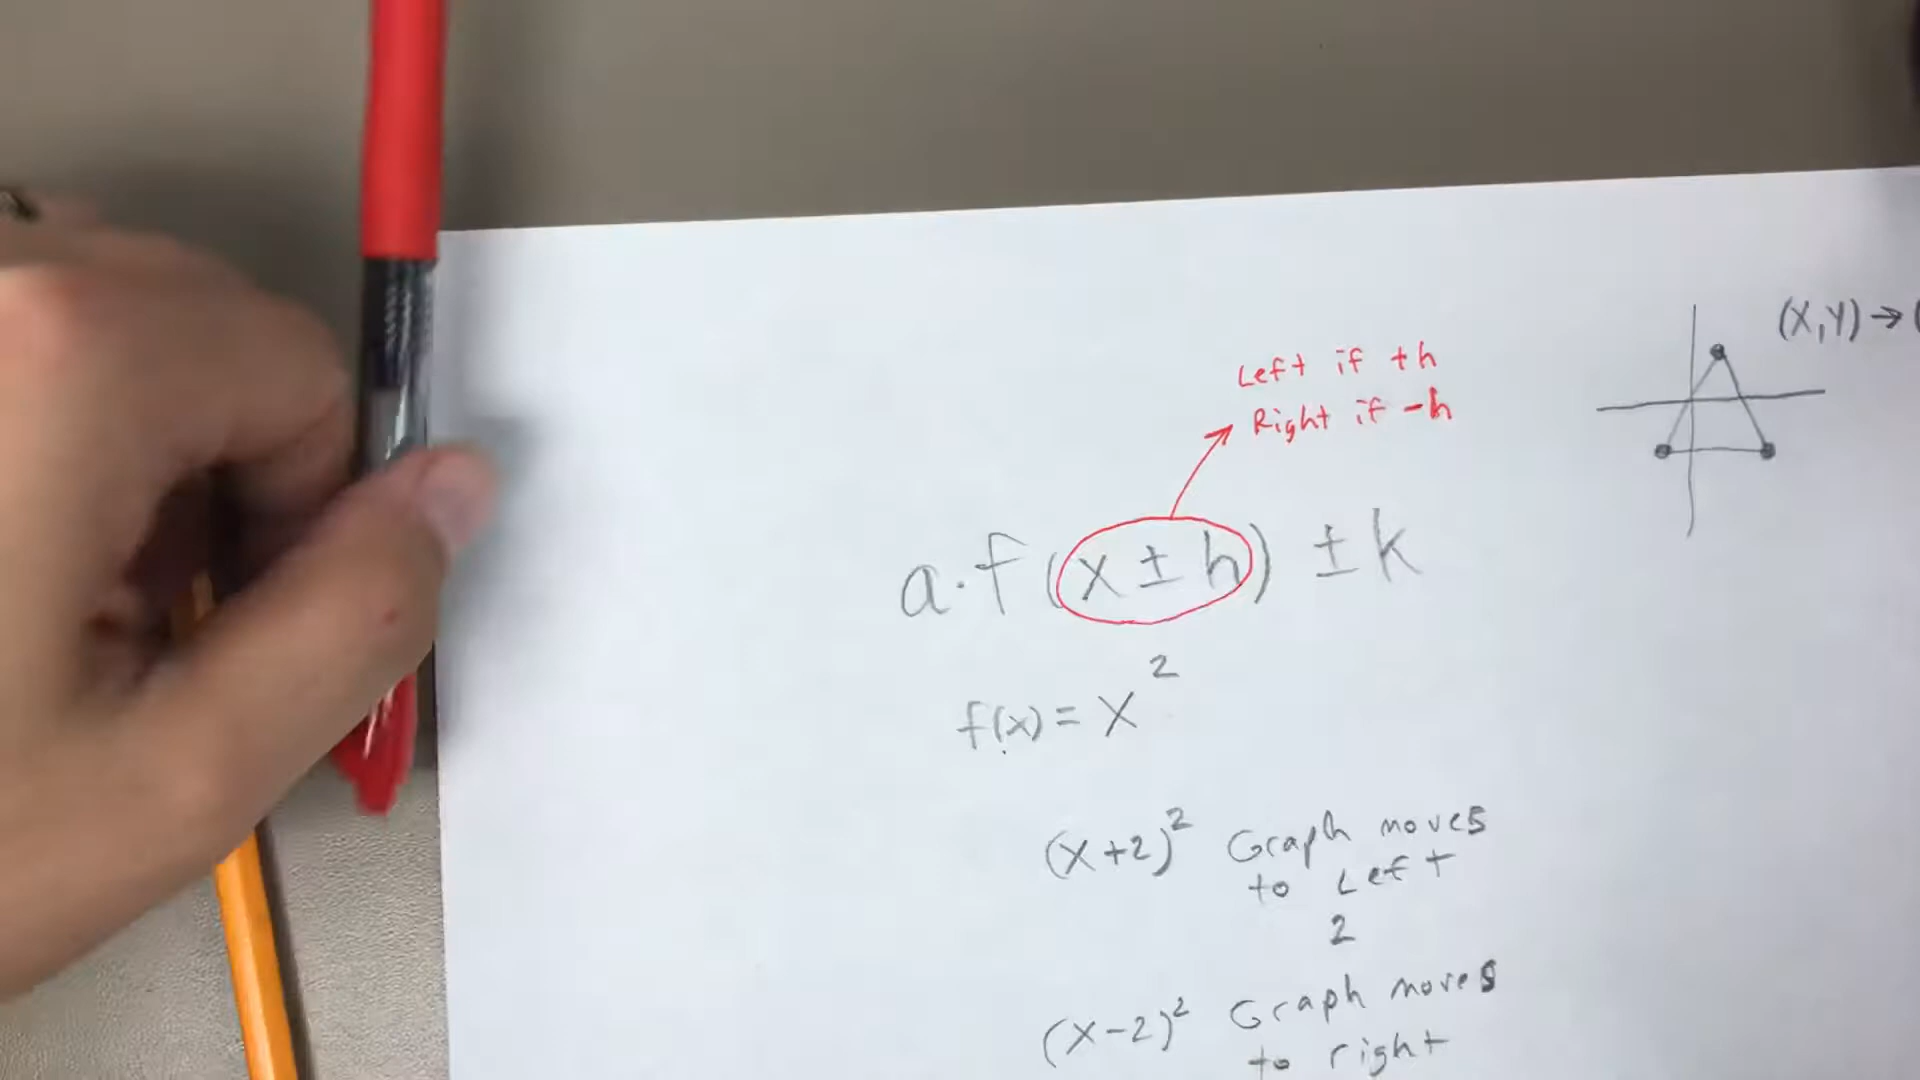 Left if +h
Right if -h
(X,Y) → (
a·f(x ± h) ± k
f(x) = x²
(x+2)² Graph moves
to Left
2
(x-2)² Graph moves
to right